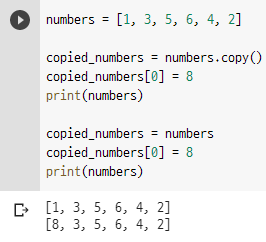 numbers = [1, 3, 5, 6, 4, 2]
copied_numbers = numbers.copy()
copied_numbers[0] = 8
print(numbers)
copied_numbers = numbers
copied_numbers[0] = 8
print(numbers)
[1, 3, 5, 6, 4, 2]
[8, 3, 5, 6, 4, 2]